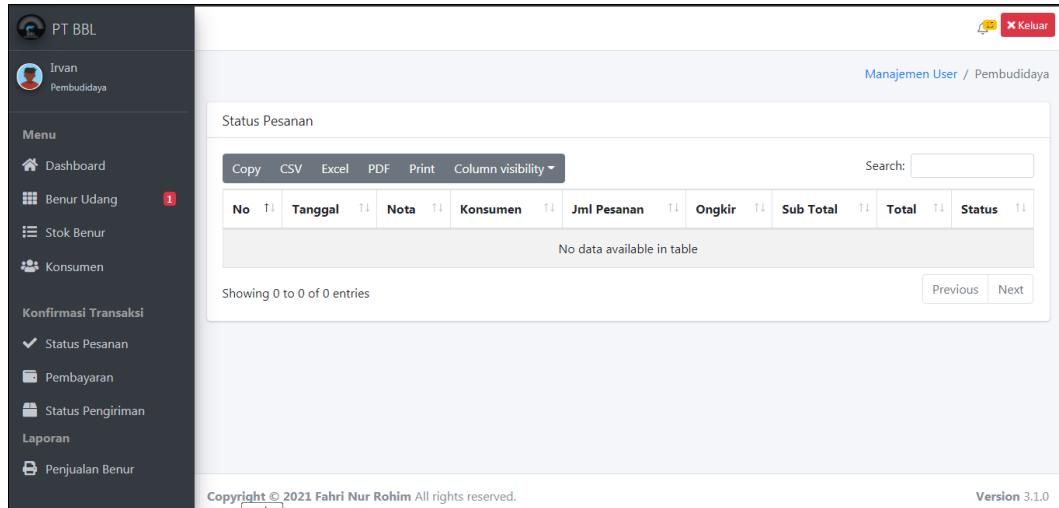 PT BBL
Keluar
Irvan
Pembudidaya
Manajemen User / Pembudidaya
Menu
Dashboard
Benur Udang 1
Stok Benur
Konsumen
Konfirmasi Transaksi
Status Pesanan
Pembayaran
Status Pengiriman
Laporan
Penjualan Benur
Status Pesanan
Copy CSV Excel PDF Print Column visibility
Search:
No Tanggal Nota Konsumen Jml Pesanan Ongkir Sub Total Total Status
No data available in table
Showing 0 to 0 of 0 entries
Previous Next
Copyright © 2021 Fahri Nur Rohim All rights reserved.
Version 3.1.0